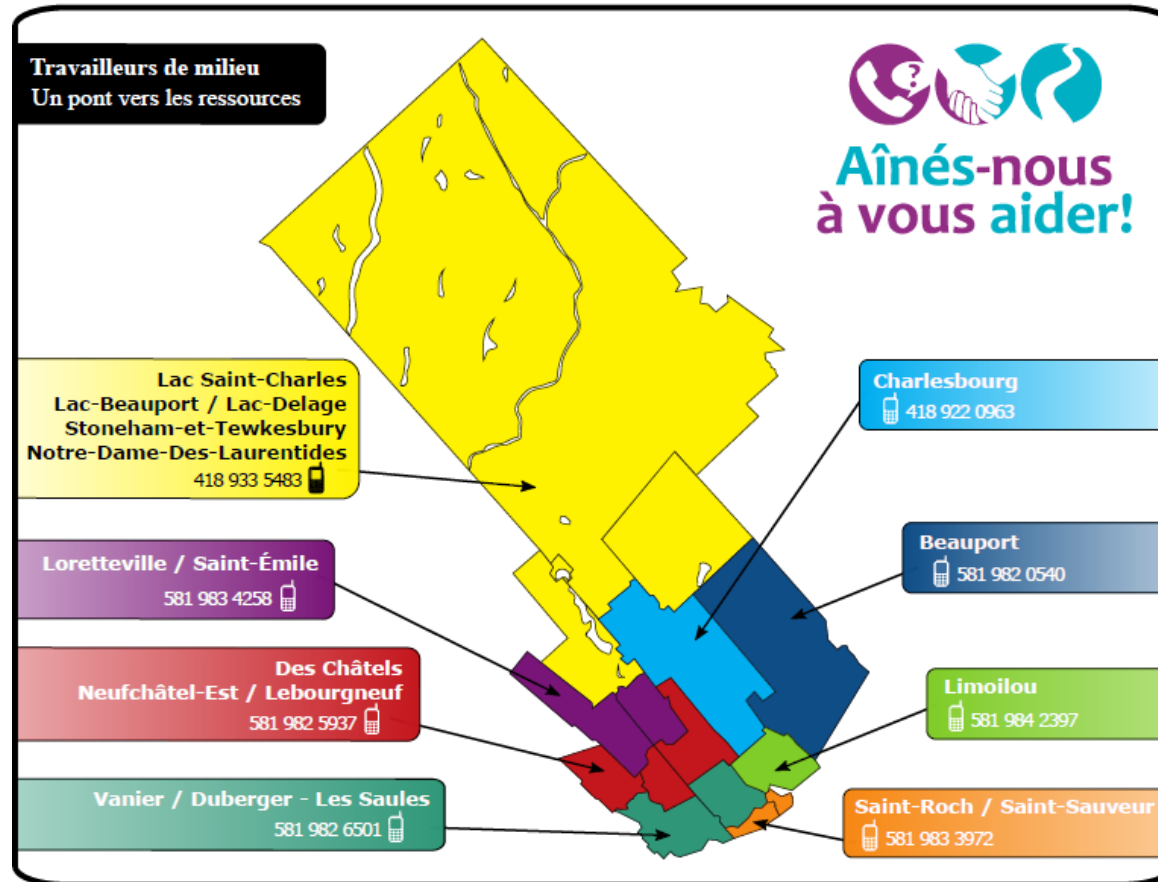 Travailleurs de milieu
Un pont vers les ressources
?
Aînés-nous
à vous aider!
Lac Saint-Charles
Lac-Beauport / Lac-Delage
Stoneham-et-Tewkesbury
Notre-Dame-Des-Laurentides
418 933 5483
Loretteville / Saint-Émile
581 983 4258
Des Châtels
Neufchâtel-Est / Lebourgneuf
581 982 5937
Vanier / Duberger - Les Saules
581 982 6501
Charlesbourg
418 922 0963
Beauport
581 982 0540
Limoilou
581 984 2397
Saint-Roch / Saint-Sauveur
581 983 3972